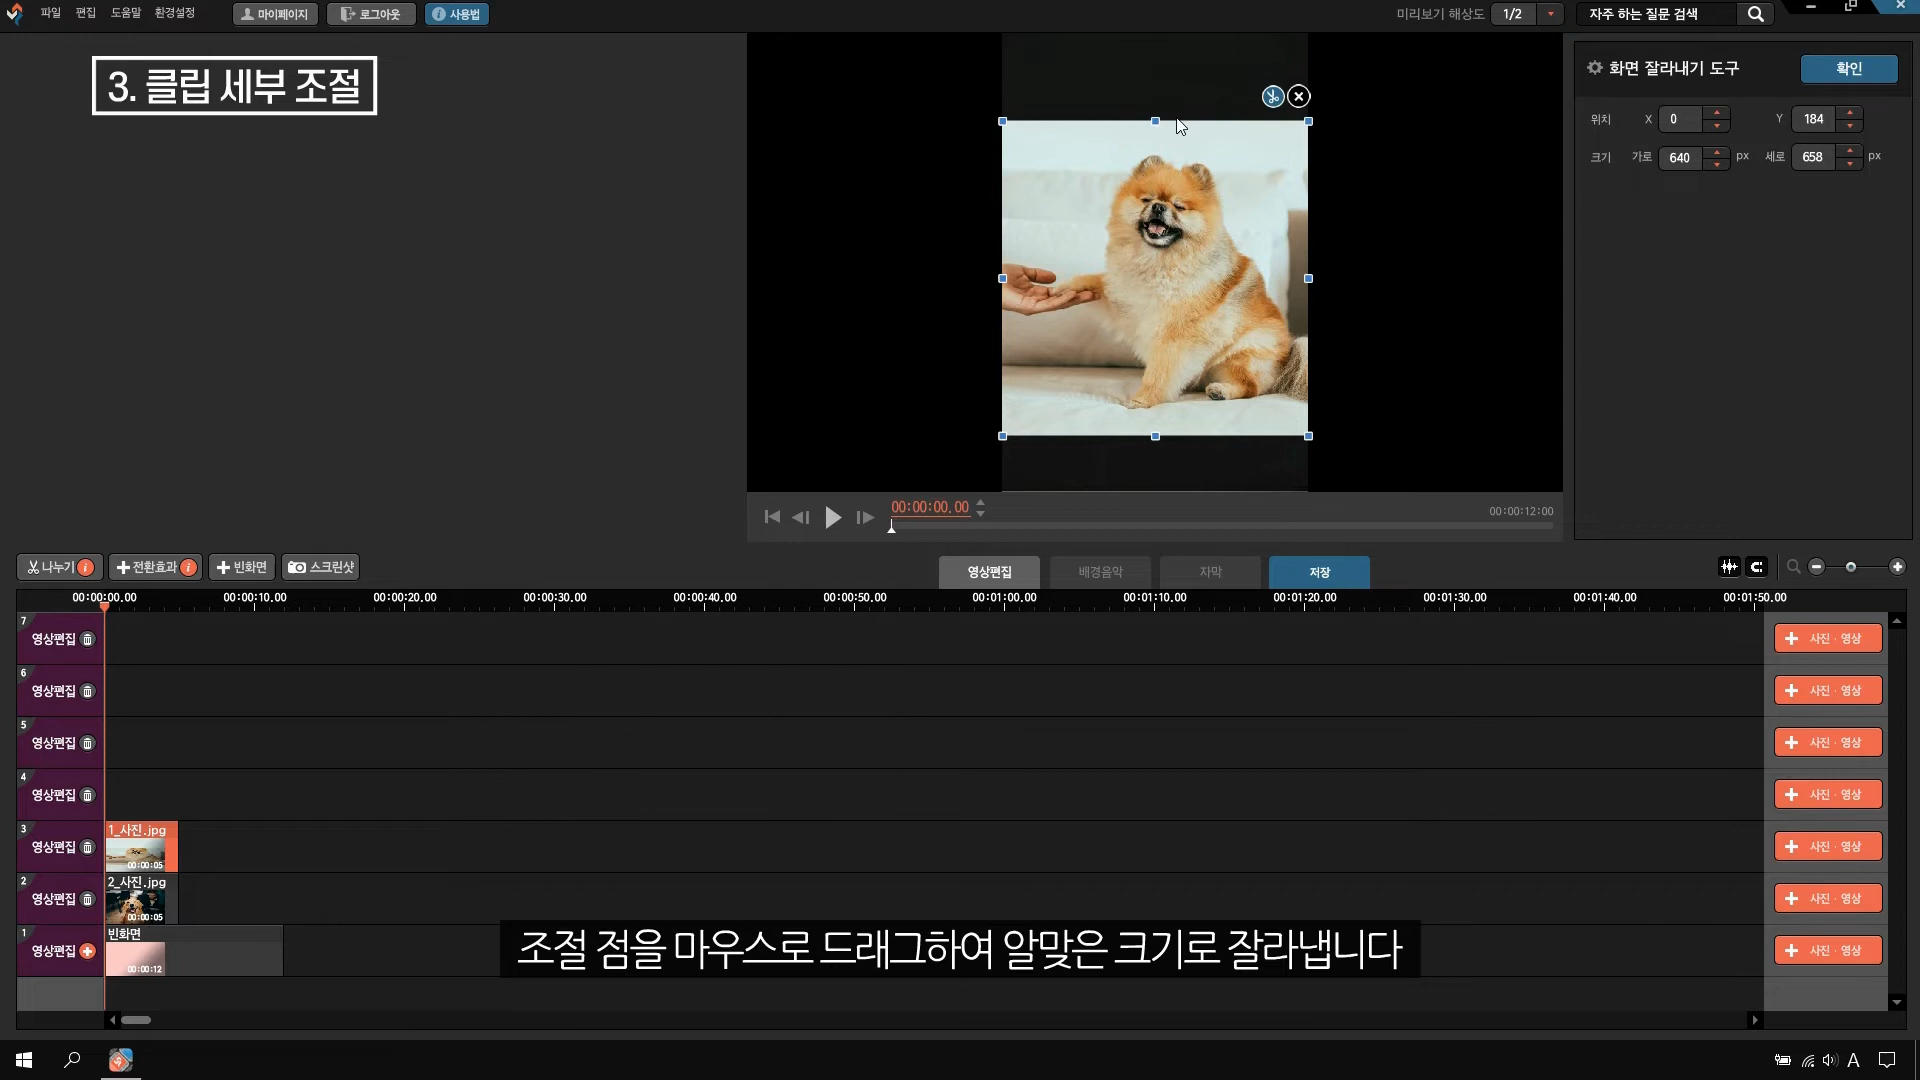 파일 편집 도움말 환경설정 마이페이지 로그아웃 사용법
미리보기 해상도 1/2 자주 하는 질문 검색
3. 클립 세부 조절
화면 잘라내기 도구 확인
위치 X 0 Y 184
크기 가로 640 px 세로 658 px
00:00:00.00 00:00:12:00
나누기 전환효과 빈화면 스크린샷
영상편집 배경음악 자막 저장
00:00:00.00 00:00:10.00 00:00:20.00 00:00:30.00 00:00:40.00 00:00:50.00 00:01:00.00 00:01:10.00 00:01:20.00 00:01:30.00 00:01:40.00 00:01:50.00
7
영상편집 사진 · 영상
6
영상편집 사진 · 영상
5
영상편집 사진 · 영상
4
영상편집 사진 · 영상
3 1_사진.jpg
영상편집 사진 · 영상
00:00:05
2 2_사진.jpg
영상편집 사진 · 영상
00:00:05
1 빈화면
영상편집 사진 · 영상
00:00:12
조절 점을 마우스로 드래그하여 알맞은 크기로 잘라냅니다
A